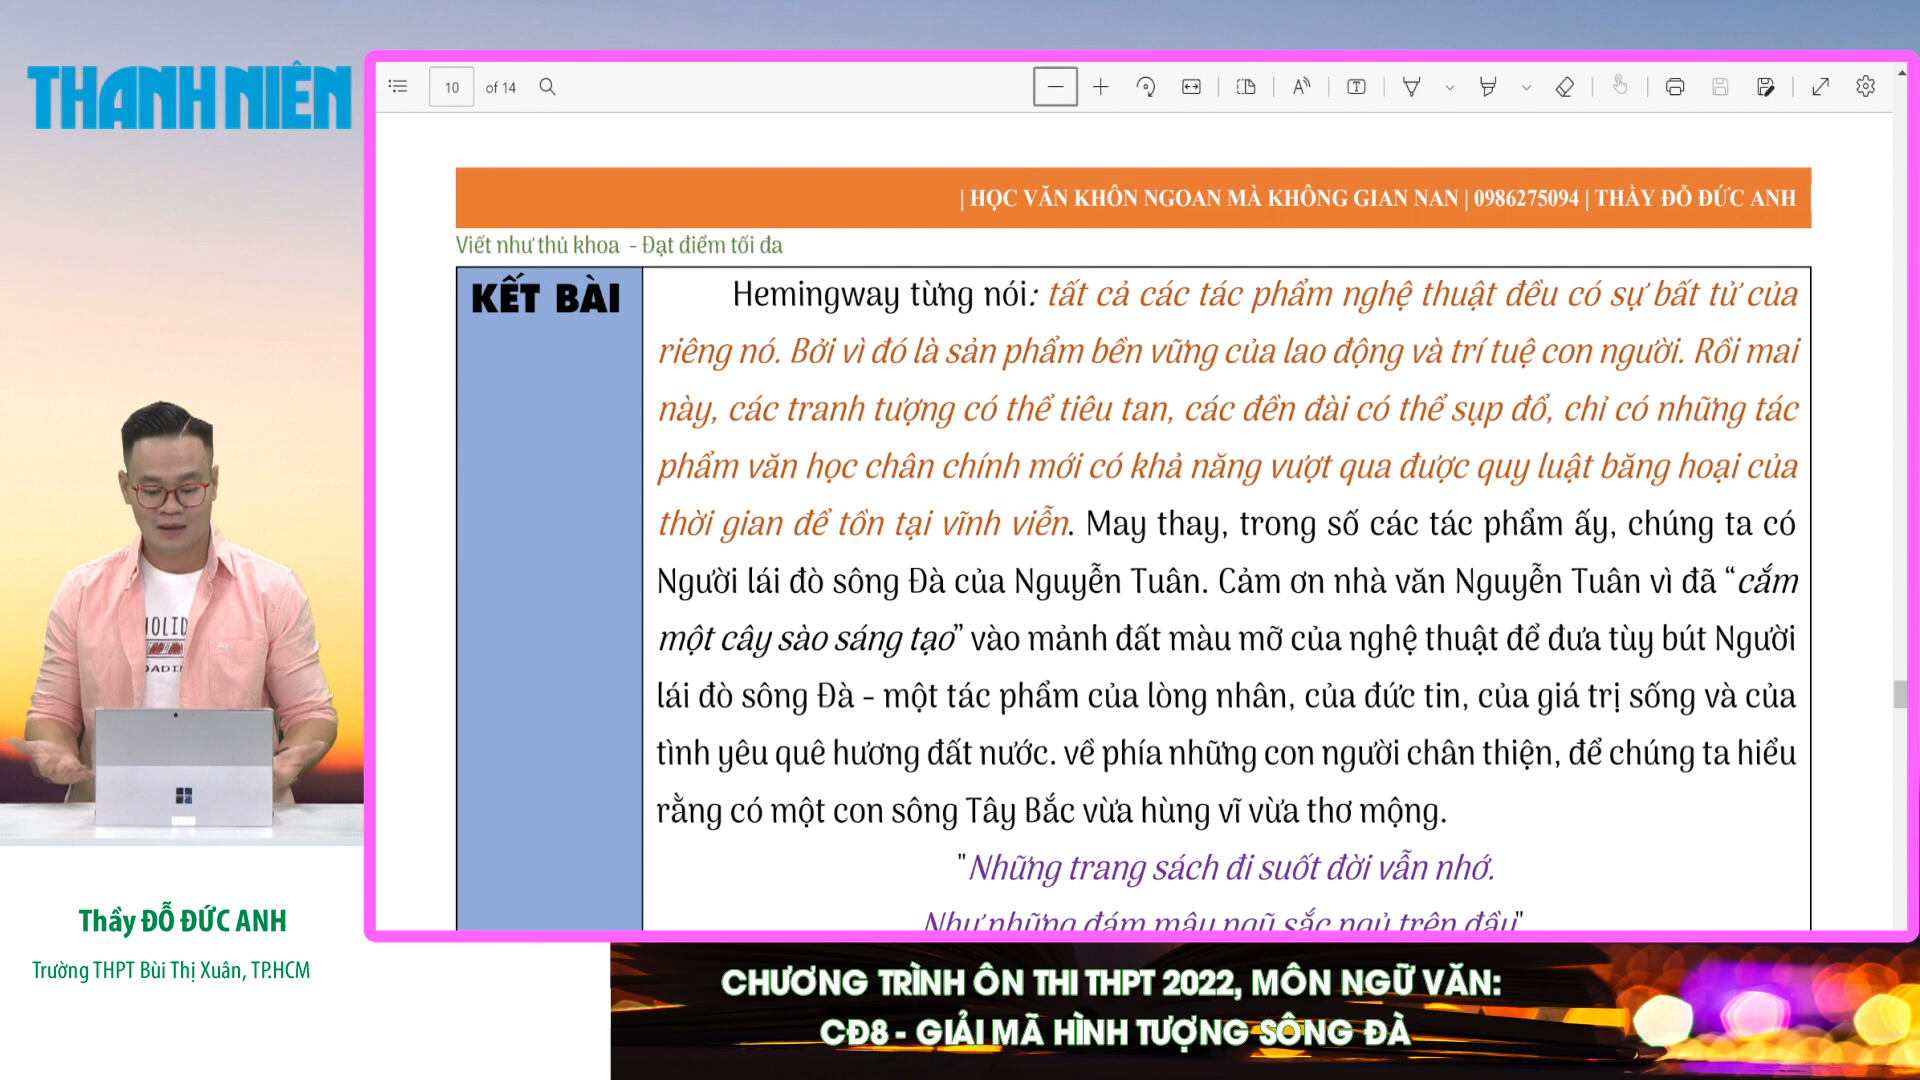 THANH NIÊN
10 of 14
| HỌC VĂN KHÔN NGOAN MÀ KHÔNG GIAN NAN | 0986275094 | THẦY ĐỖ ĐỨC ANH
Viết như thủ khoa - Đạt điểm tối đa
KẾT BÀI
Hemingway từng nói: tất cả các tác phẩm nghệ thuật đều có sự bất tử của
riêng nó. Bởi vì đó là sản phẩm bền vững của lao động và trí tuệ con người. Rồi mai
này, các tranh tượng có thể tiêu tan, các đền đài có thể sụp đổ, chỉ có những tác
phẩm văn học chân chính mới có khả năng vượt qua được quy luật băng hoại của
thời gian để tồn tại vĩnh viễn. May thay, trong số các tác phẩm ấy, chúng ta có
Người lái đò sông Đà của Nguyễn Tuân. Cảm ơn nhà văn Nguyễn Tuân vì đã “cắm
một cây sào sáng tạo” vào mảnh đất màu mỡ của nghệ thuật để đưa tùy bút Người
lái đò sông Đà - một tác phẩm của lòng nhân, của đức tin, của giá trị sống và của
tình yêu quê hương đất nước. về phía những con người chân thiện, để chúng ta hiểu
rằng có một con sông Tây Bắc vừa hùng vĩ vừa thơ mộng.
"Những trang sách đi suốt đời vẫn nhớ.
Như những đám mây ngũ sắc ngủ trên đầu"
Thầy ĐỖ ĐỨC ANH
Trường THPT Bùi Thị Xuân, TP.HCM
CHƯƠNG TRÌNH ÔN THI THPT 2022, MÔN NGỮ VĂN:
CĐ8 - GIẢI MÃ HÌNH TƯỢNG SÔNG ĐÀ